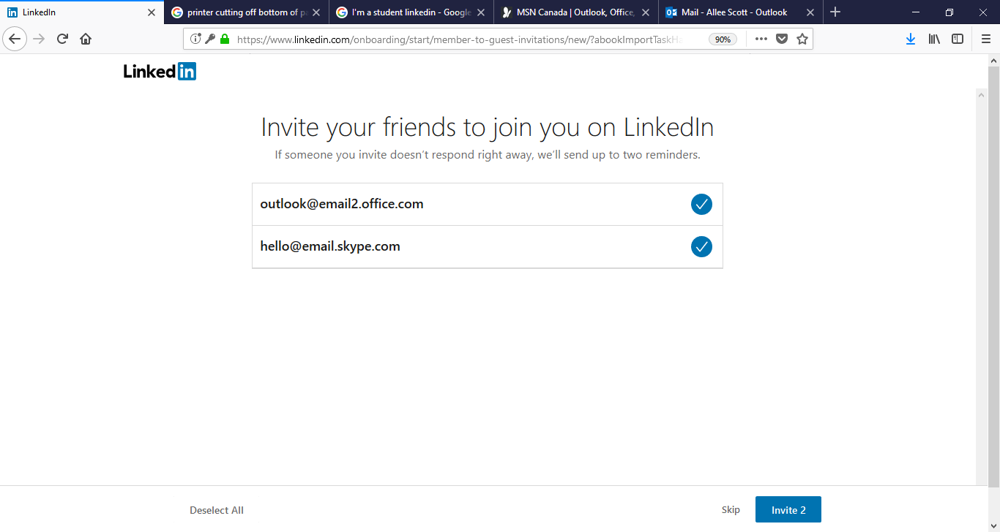 LinkedIn
printer cutting off bottom of pa
I'm a student linkedin - Google
MSN Canada | Outlook, Office,
Mail - Allee Scott - Outlook
https://www.linkedin.com/onboarding/start/member-to-guest-invitations/new/?abookImportTaskHa
90%
Linked in
Invite your friends to join you on LinkedIn
If someone you invite doesn't respond right away, we'll send up to two reminders.
outlook@email2.office.com
hello@email.skype.com
Deselect All
Skip
Invite 2